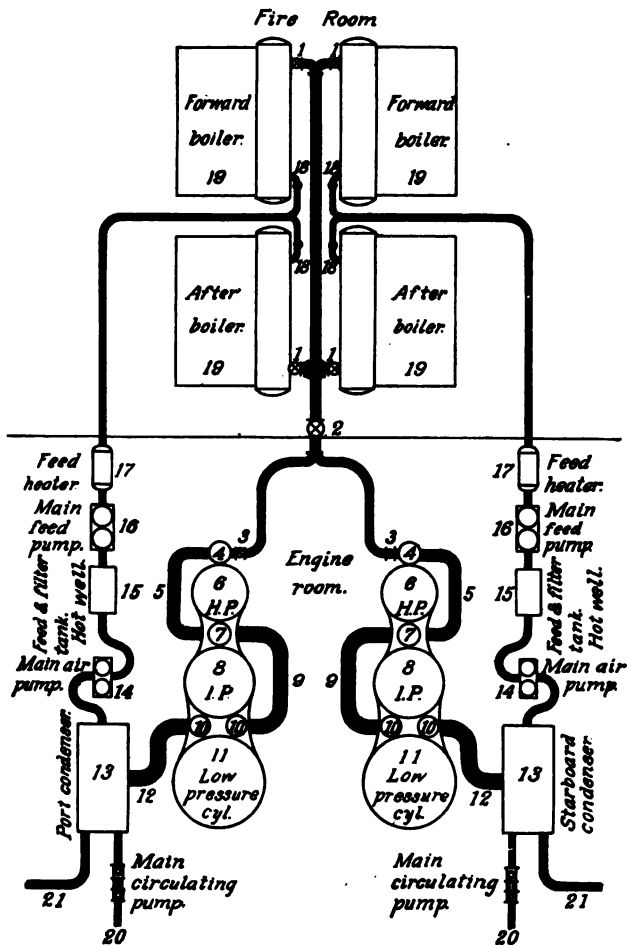 Fire Room
1 1
Forward
boiler.
19
Forward
boiler.
19
18 18
18 18
After
boiler.
19
After
boiler.
19
1 1
2
Feed
heater.
17
Main
feed
pump.
16
Feed & filter
tank.
Hot well.
15
Main air
pump.
14
Port condenser.
13
12
21
20
Main
circulating
pump.
3
4
5
6
H.P.
7
8
I.P.
9
10 10
11
Low
pressure
cyl.
Engine
room.
3
4
5
6
H.P.
7
8
I.P.
9
10 10
11
Low
pressure
cyl.
17
Feed
heater.
16
Main
feed
pump.
15
Feed & filter
tank.
Hot well.
14
Main air
pump.
13
Starboard
condenser.
12
Main
circulating
pump.
20
21